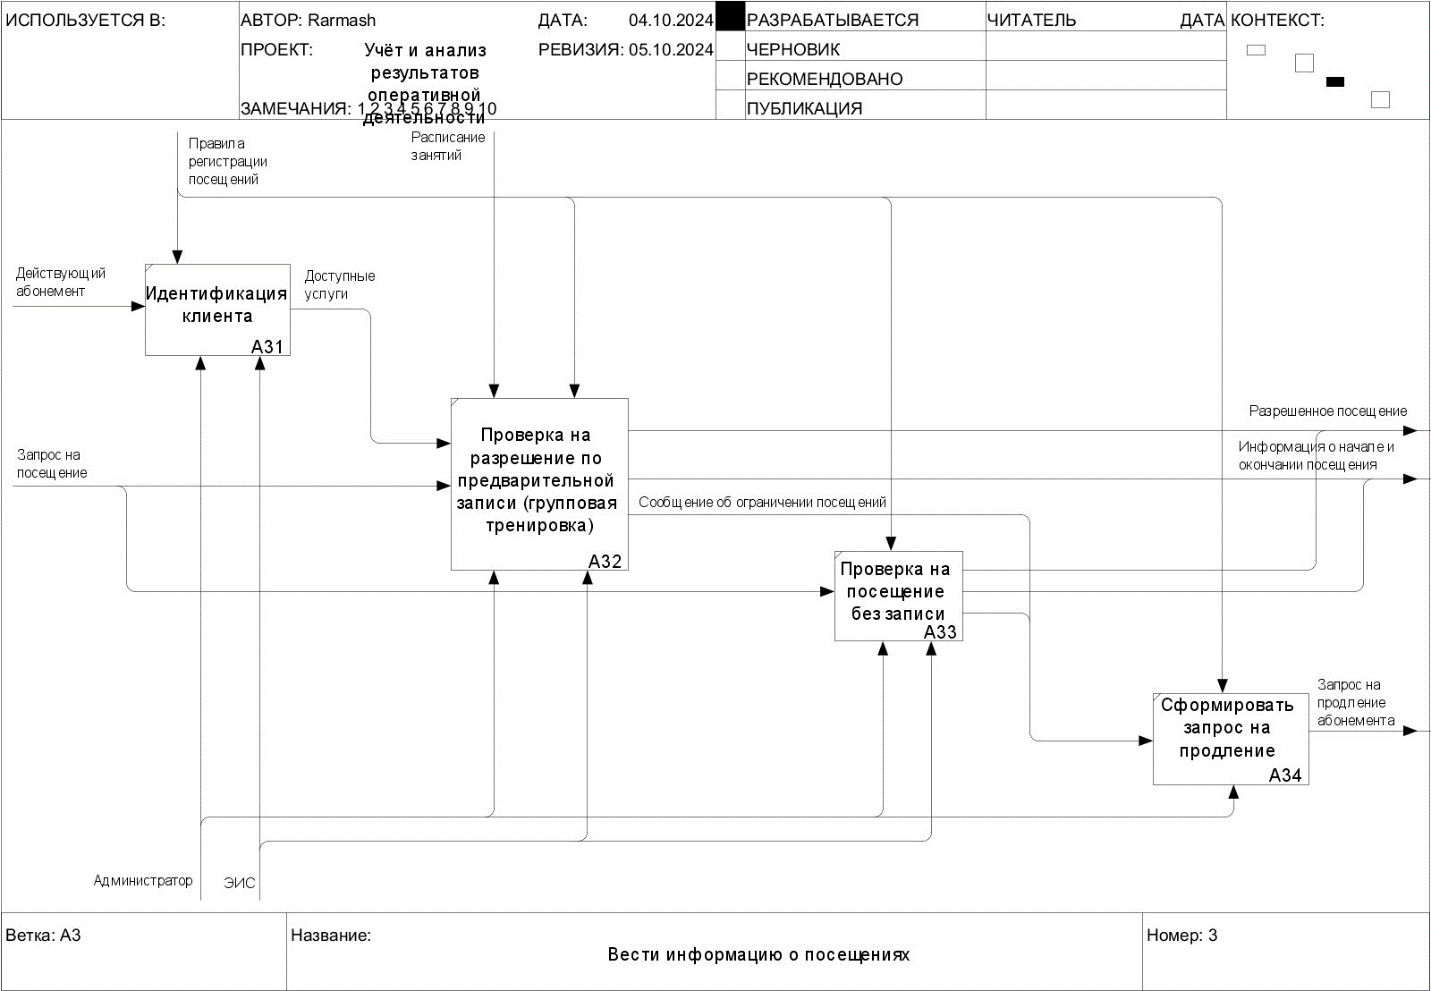 ИСПОЛЬЗУЕТСЯ В:
АВТОР: Rarmash
ДАТА: 04.10.2024
РАЗРАБАТЫВАЕТСЯ
ЧИТАТЕЛЬ
ДАТА
КОНТЕКСТ:
ПРОЕКТ:
Учёт и анализ
результатов
оперативной
деятельности
РЕВИЗИЯ: 05.10.2024
ЧЕРНОВИК
РЕКОМЕНДОВАНО
ЗАМЕЧАНИЯ: 1 2 3 4 5 6 7 8 9 10
ПУБЛИКАЦИЯ
Правила
регистрации
посещений
Расписание
занятий
Действующий
абонемент
Идентификация
клиента
A31
Доступные
услуги
Запрос на
посещение
Проверка на
разрешение по
предварительной
записи (групповая
тренировка)
A32
Разрешенное посещение
Информация о начале и
окончании посещения
Сообщение об ограничении посещений
Проверка на
посещение
без записи
A33
Сформировать
запрос на
продление
A34
Запрос на
продление
абонемента
Администратор
ЭИС
Ветка: A3
Название:
Вести информацию о посещениях
Номер: 3